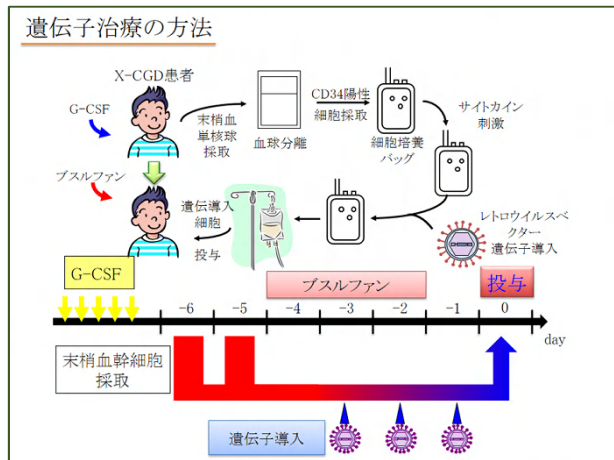 遺伝子治療の方法
X-CGD患者
G-CSF
末梢血
単核球
採取
血球分離
CD34陽性
細胞採取
細胞培養
バッグ
サイトカイン
刺激
ブスルファン
遺伝導入
細胞
投与
レトロウイルスベ
クター
遺伝子導入
G-CSF
ブスルファン
投与
-6
-5
-4
-3
-2
-1
0
day
末梢血幹細胞
採取
遺伝子導入